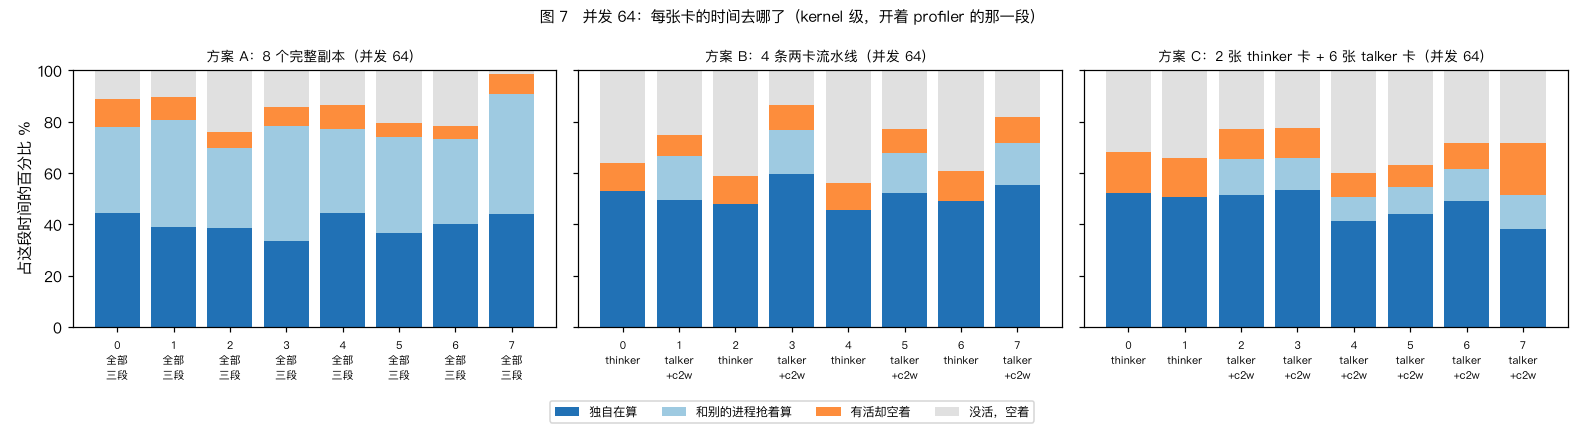 图 7　并发 64：每张卡的时间去哪了（kernel 级，开着 profiler 的那一段）
方案 A：8 个完整副本（并发 64）
占这段时间的百分比 %
100
80
60
40
20
0
0 1 2 3 4 5 6 7
全部 全部 全部 全部 全部 全部 全部 全部
三段 三段 三段 三段 三段 三段 三段 三段
方案 B：4 条两卡流水线（并发 64）
0 1 2 3 4 5 6 7
thinker talker thinker talker thinker talker thinker talker
+c2w +c2w +c2w +c2w
方案 C：2 张 thinker 卡 + 6 张 talker 卡（并发 64）
0 1 2 3 4 5 6 7
thinker thinker talker talker talker talker talker talker
+c2w +c2w +c2w +c2w +c2w +c2w
独自在算 和别的进程抢着算 有活却空着 没活，空着